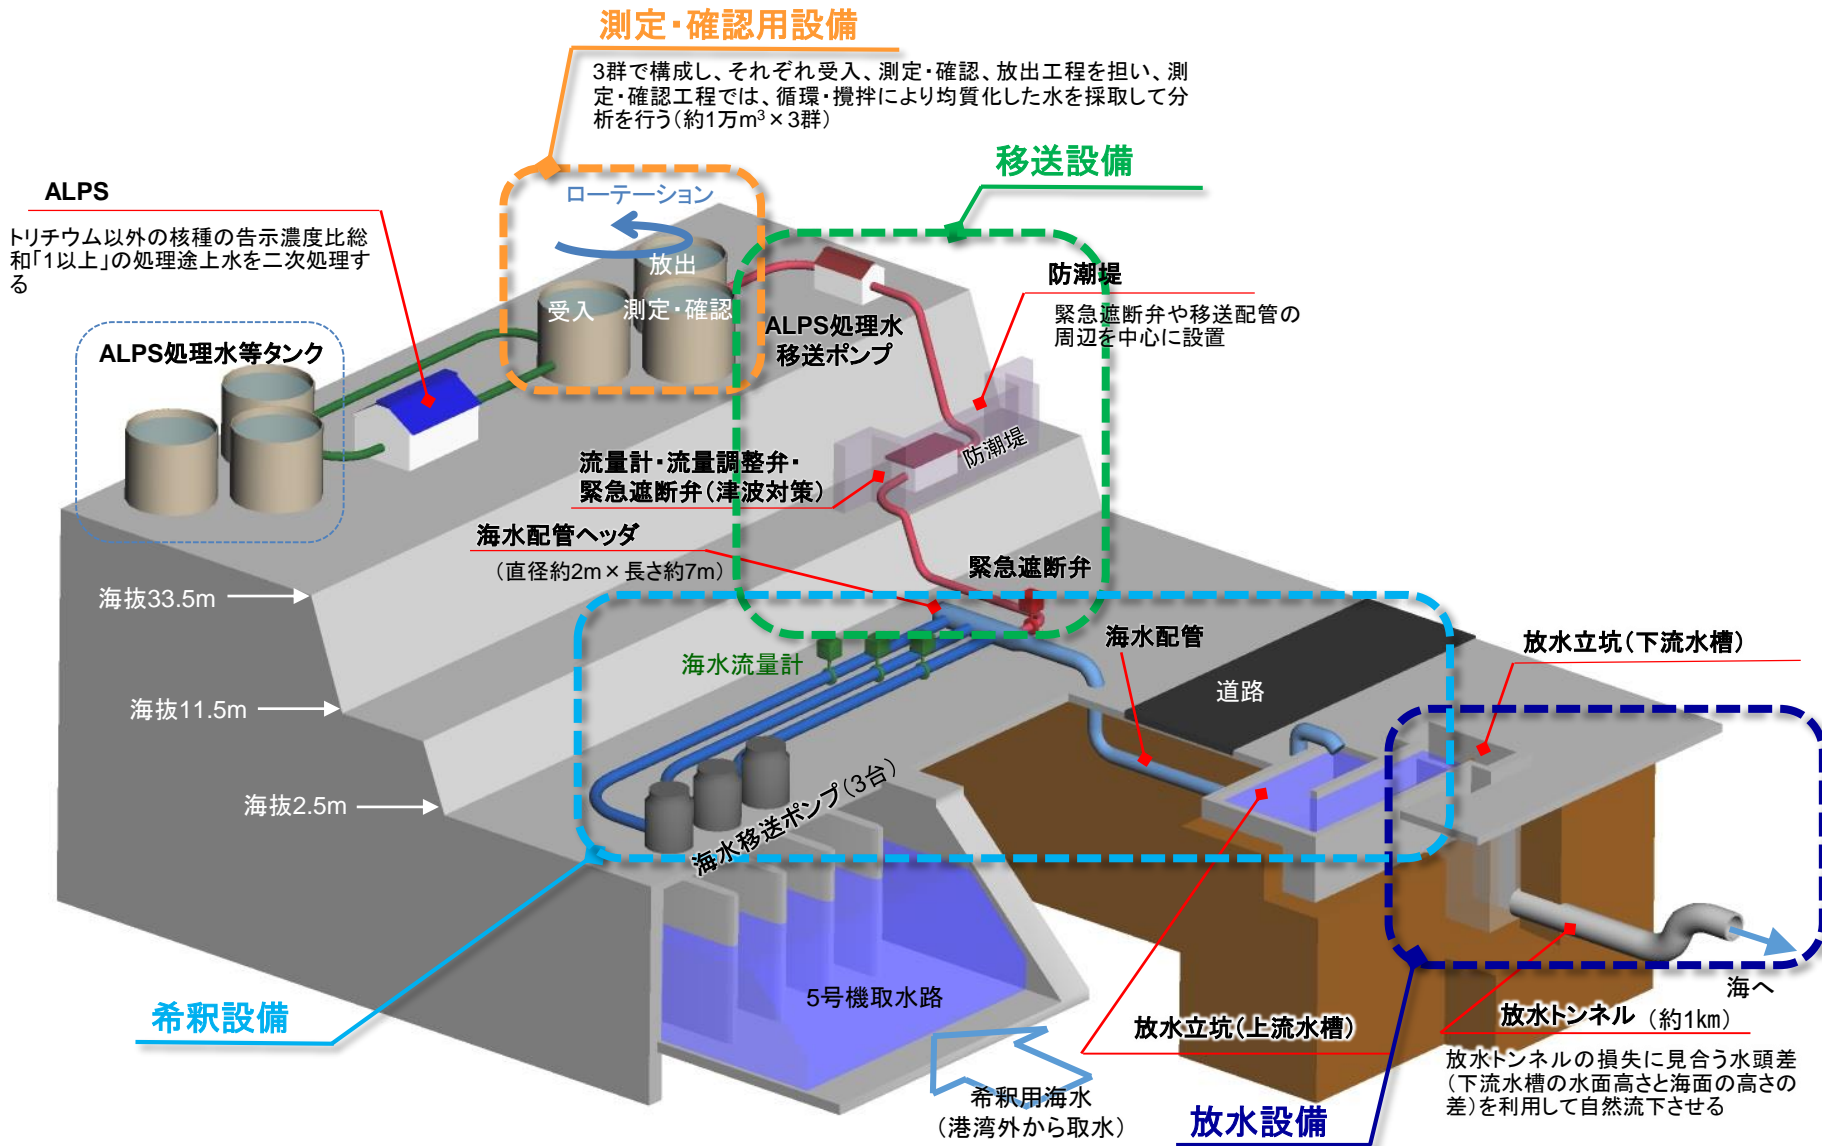 測定・確認用設備
3群で構成し、それぞれ受入、測定・確認、放出工程を担い、測
定・確認工程では、循環・攪拌により均質化した水を採取して分
析を行う(約1万m³×3群)
移送設備
ALPS
トリチウム以外の核種の告示濃度比総
和「1以上」の処理途上水を二次処理す
る
ローテーション
放出
受入
測定・確認
防潮堤
緊急遮断弁や移送配管の
周辺を中心に設置
ALPS処理水等タンク
ALPS処理水
移送ポンプ
防潮堤
流量計・流量調整弁・
緊急遮断弁(津波対策)
海水配管ヘッダ
(直径約2m×長さ約7m)
緊急遮断弁
海抜33.5m
海水配管
放水立坑(下流水槽)
海水流量計
道路
海抜11.5m
海抜2.5m
海水移送ポンプ(3台)
5号機取水路
海へ
希釈設備
放水立坑(上流水槽)
放水トンネル(約1km)
放水トンネルの損失に見合う水頭差
(下流水槽の水面高さと海面の高さの
差)を利用して自然流下させる
希釈用海水
(港湾外から取水)
放水設備